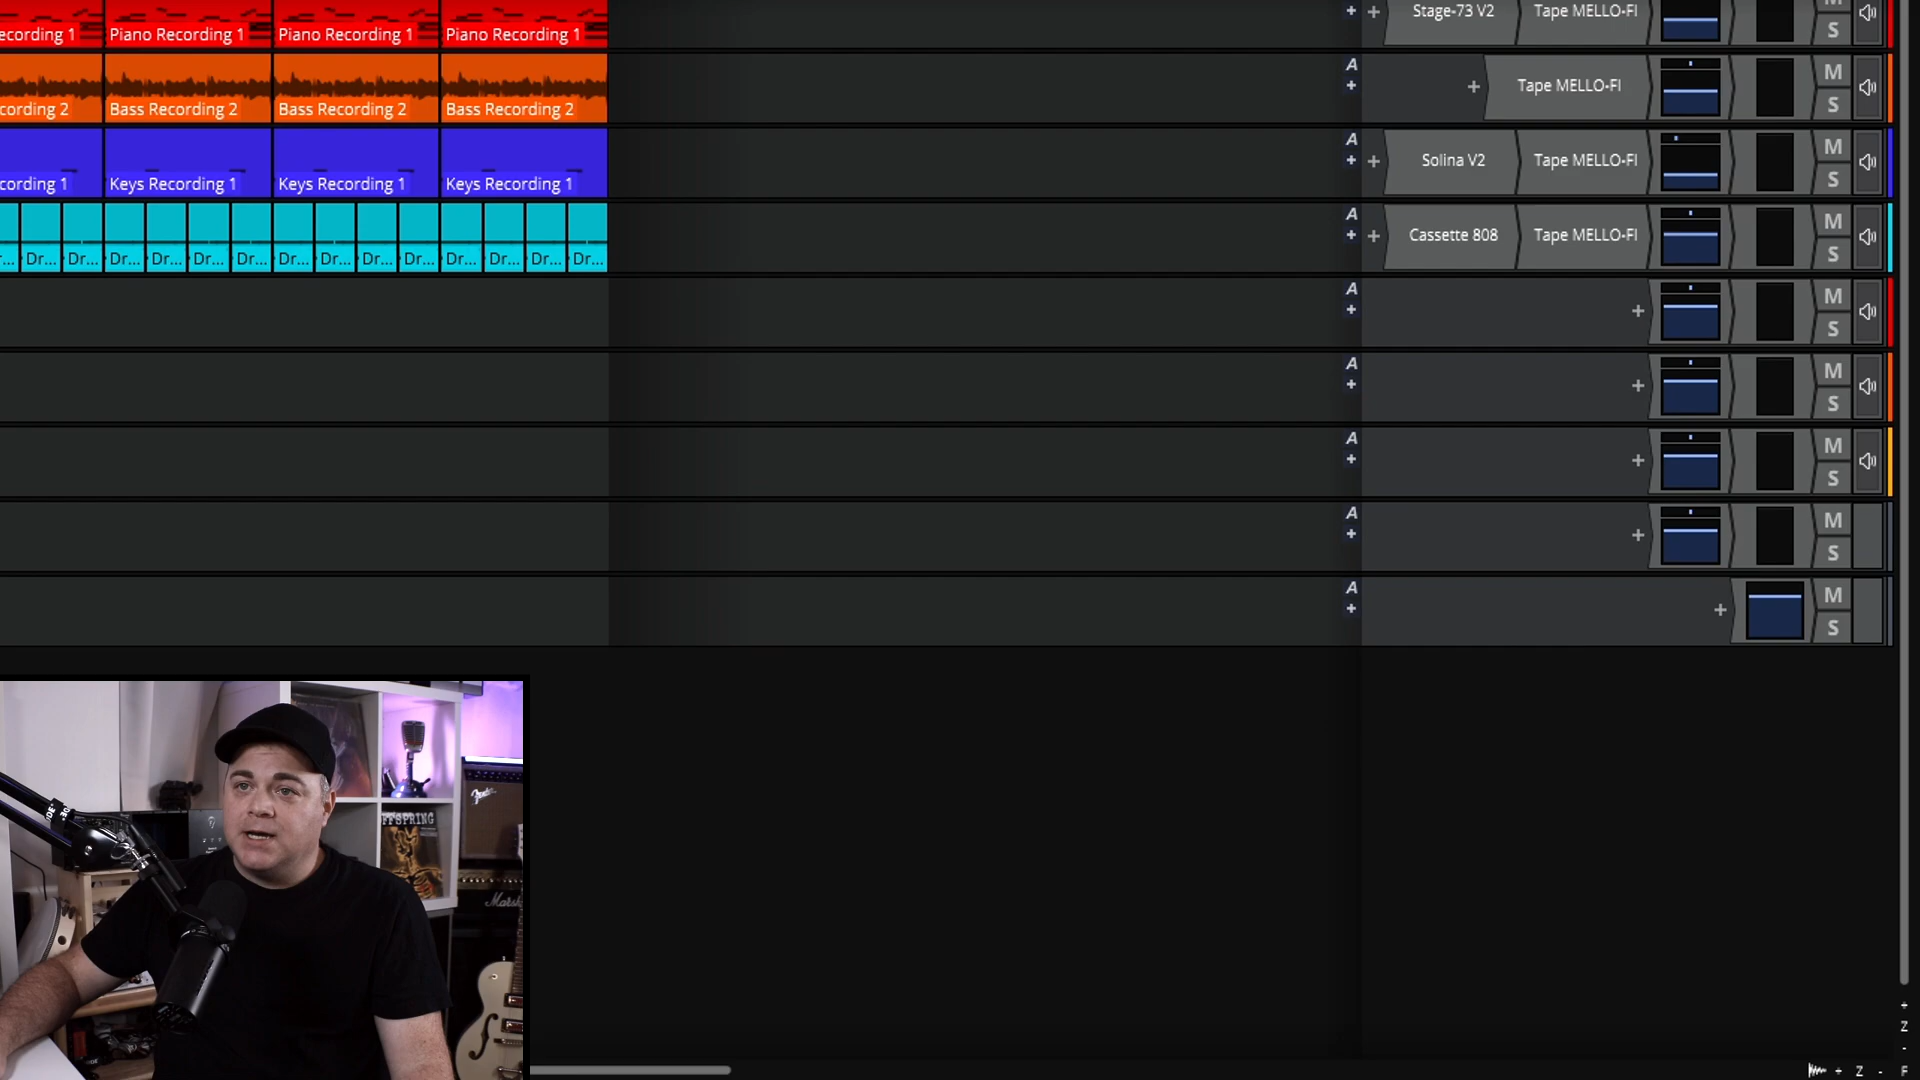 ecording 1 Piano Recording 1 Piano Recording 1 Piano Recording 1 + + Stage-73 V2 Tape MELLO-FI M
S
cording 2 Bass Recording 2 Bass Recording 2 Bass Recording 2 A + + Tape MELLO-FI M
S
cording 1 Keys Recording 1 Keys Recording 1 Keys Recording 1 A + + Solina V2 Tape MELLO-FI M
S
r... Dr... Dr... Dr... Dr... Dr... Dr... Dr... Dr... Dr... Dr... Dr... Dr... Dr... Dr... A + + Cassette 808 Tape MELLO-FI M
S
A + + M
S
A + + M
S
A + + M
S
A + + M
S
A + + M
S
Fender
OFFSPRING
Marsh
+
Z
-
+ Z - F